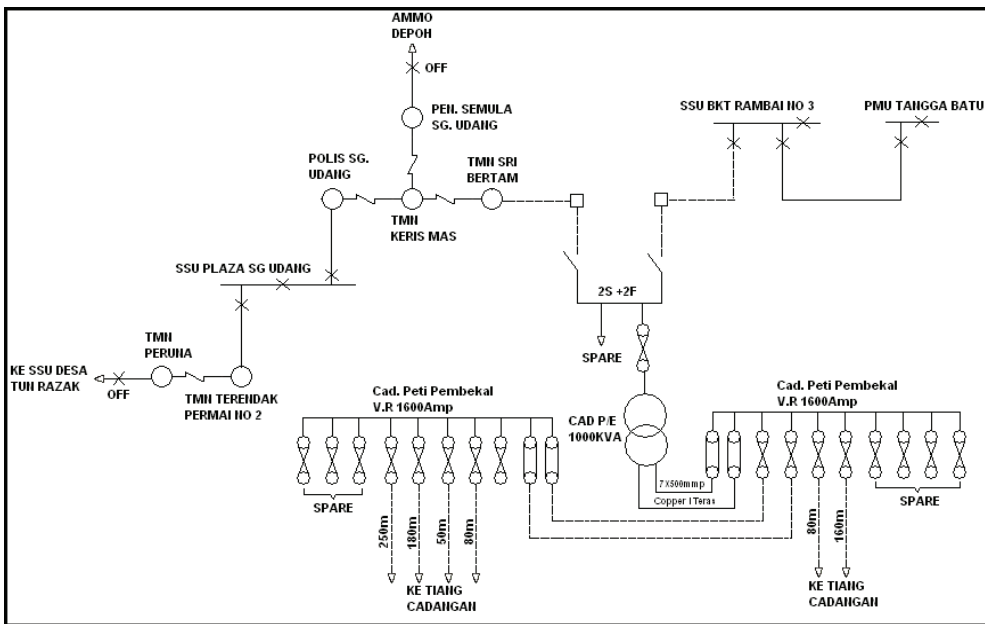 AMMO
DEPOH
OFF
PEN. SEMULA
SG. UDANG
SSU BKT RAMBAI NO 3
PMU TANGGA BATU
POLIS SG.
UDANG
TMN SRI
BERTAM
TMN
KERIS MAS
SSU PLAZA SG UDANG
2S +2F
SPARE
TMN
PERUNA
KE SSU DESA
TUN RAZAK
OFF
TMN TERENDAK
PERMAI NO 2
Cad. Peti Pembekal
V.R 1600Amp
CAD P/E
1000KVA
Cad. Peti Pembekal
V.R 1600Amp
7X500mmp
Copper 1 Teras
SPARE
SPARE
250m
180m
50m
80m
80m
160m
KE TIANG
CADANGAN
KE TIANG
CADANGAN